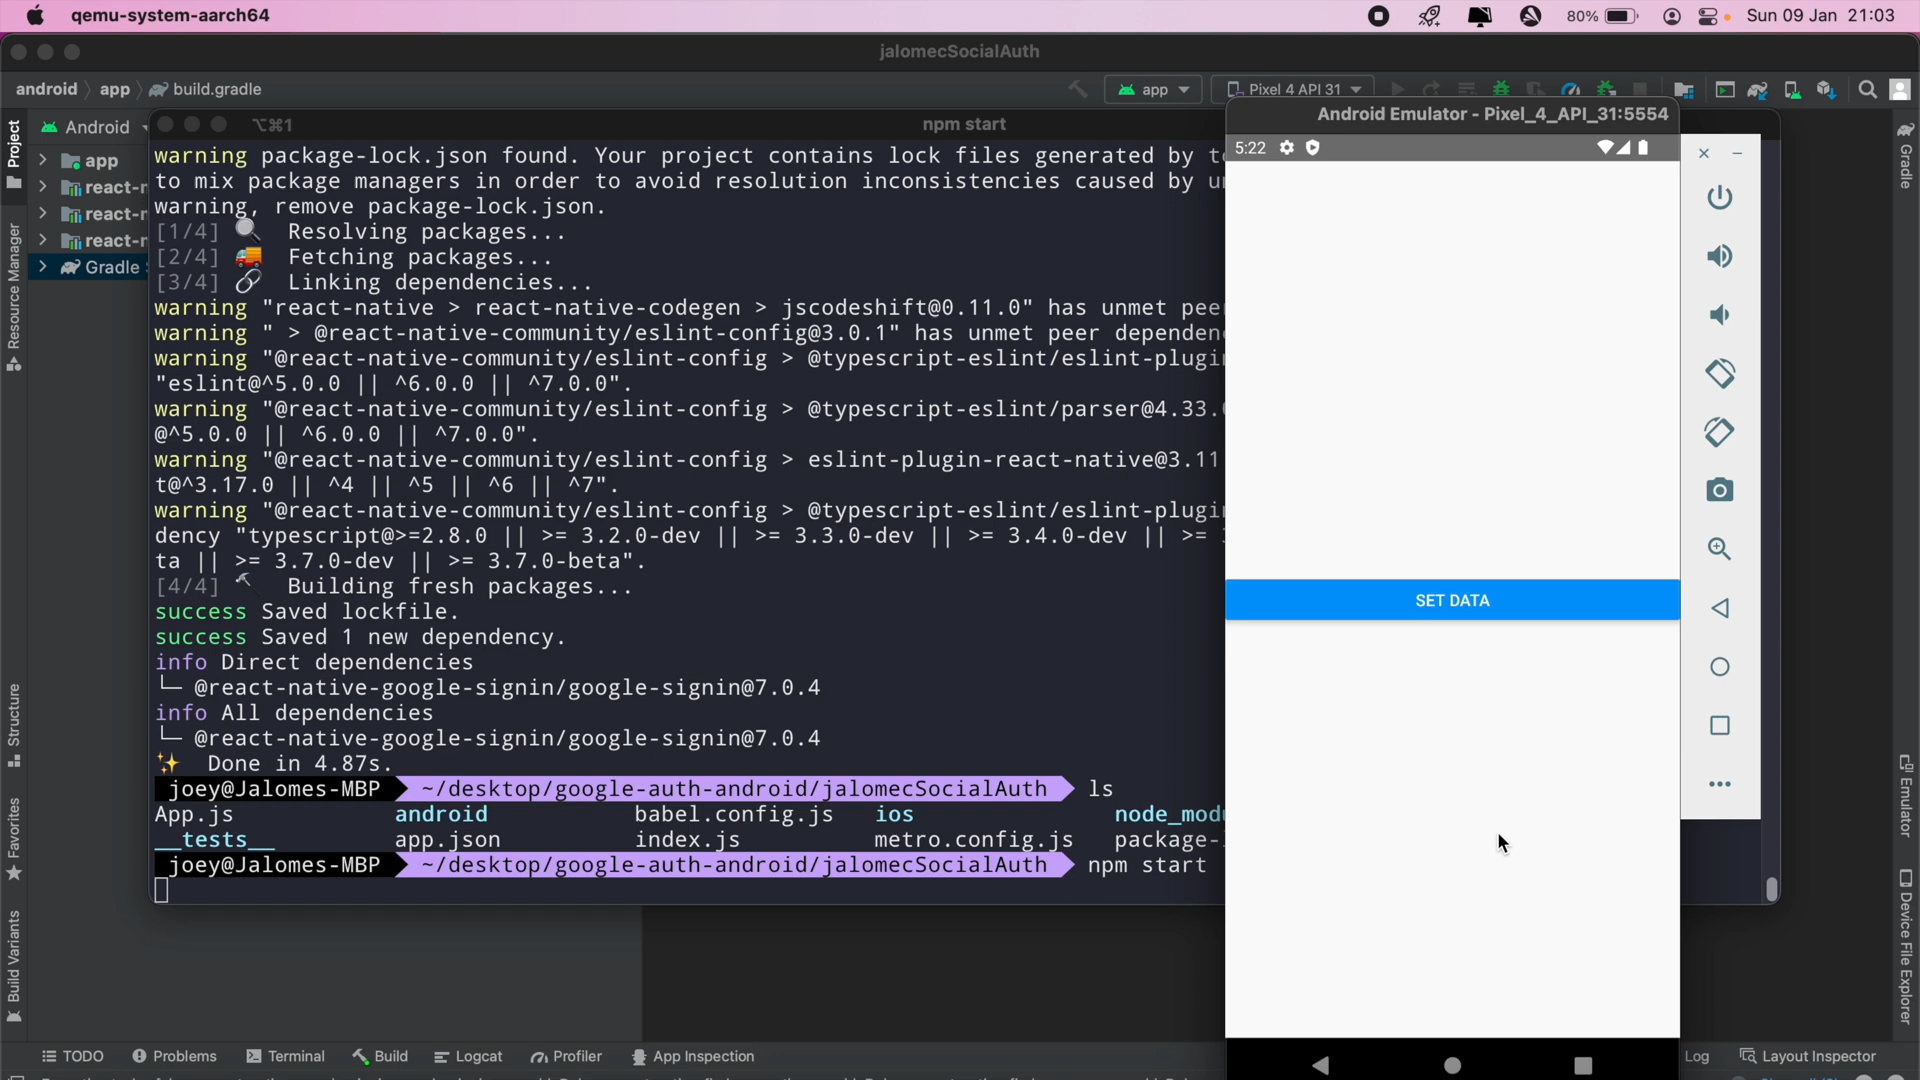 qemu-system-aarch64
80%
Sun 09 Jan 21:03
jalomecSocialAuth
android
app
build.gradle
app
Pixel 4 API 31
Project
Android
⌥⌘1
npm start
Android Emulator - Pixel_4_API_31:5554
5:22
Gradle
app
react-n
react-n
react-n
Gradle
Resource Manager
Structure
Favorites
Build Variants
warning package-lock.json found. Your project contains lock files generated by to
to mix package managers in order to avoid resolution inconsistencies caused by u
warning, remove package-lock.json.
[1/4] 🔍 Resolving packages...
[2/4] 🚚 Fetching packages...
[3/4] 🔗 Linking dependencies...
warning "react-native > react-native-codegen > jscodeshift@0.11.0" has unmet pee
warning " > @react-native-community/eslint-config@3.0.1" has unmet peer dependen
warning "@react-native-community/eslint-config > @typescript-eslint/eslint-plugi
"eslint@^5.0.0 || ^6.0.0 || ^7.0.0".
warning "@react-native-community/eslint-config > @typescript-eslint/parser@4.33.
@^5.0.0 || ^6.0.0 || ^7.0.0".
warning "@react-native-community/eslint-config > eslint-plugin-react-native@3.11
t@^3.17.0 || ^4 || ^5 || ^6 || ^7".
warning "@react-native-community/eslint-config > @typescript-eslint/eslint-plugi
dency "typescript@>=2.8.0 || >= 3.2.0-dev || >= 3.3.0-dev || >= 3.4.0-dev || >=
ta || >= 3.7.0-dev || >= 3.7.0-beta".
[4/4] 🔨 Building fresh packages...
success Saved lockfile.
success Saved 1 new dependency.
info Direct dependencies
└─ @react-native-google-signin/google-signin@7.0.4
info All dependencies
└─ @react-native-google-signin/google-signin@7.0.4
✨ Done in 4.87s.
joey@Jalomes-MBP ~/desktop/google-auth-android/jalomecSocialAuth ls
App.js android babel.config.js ios node_modu
__tests__ app.json index.js metro.config.js package-
joey@Jalomes-MBP ~/desktop/google-auth-android/jalomecSocialAuth npm start
SET DATA
Emulator
Device File Explorer
TODO
Problems
Terminal
Build
Logcat
Profiler
App Inspection
Log
Layout Inspector